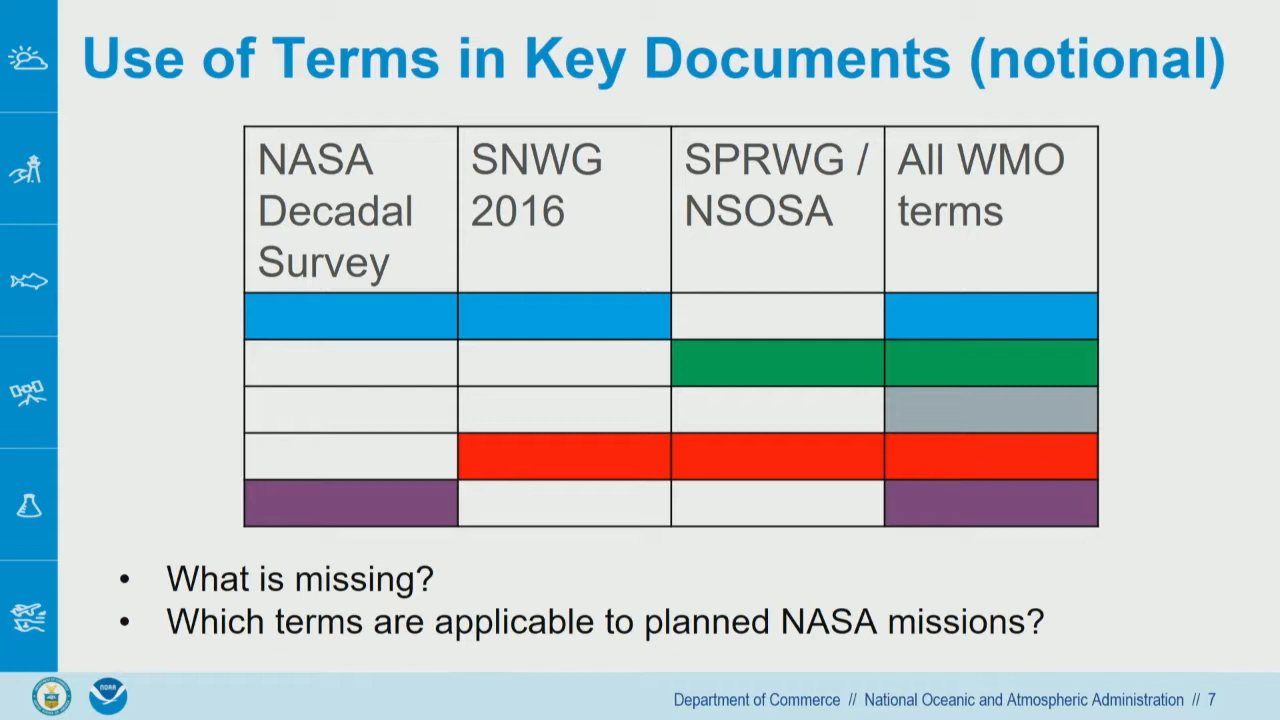 Use of Terms in Key Documents (notional)
NASA
Decadal
Survey
SNWG
2016
SPRWG /
NSOSA
All WMO
terms
• What is missing?
• Which terms are applicable to planned NASA missions?
NOAA
Department of Commerce // National Oceanic and Atmospheric Administration // 7